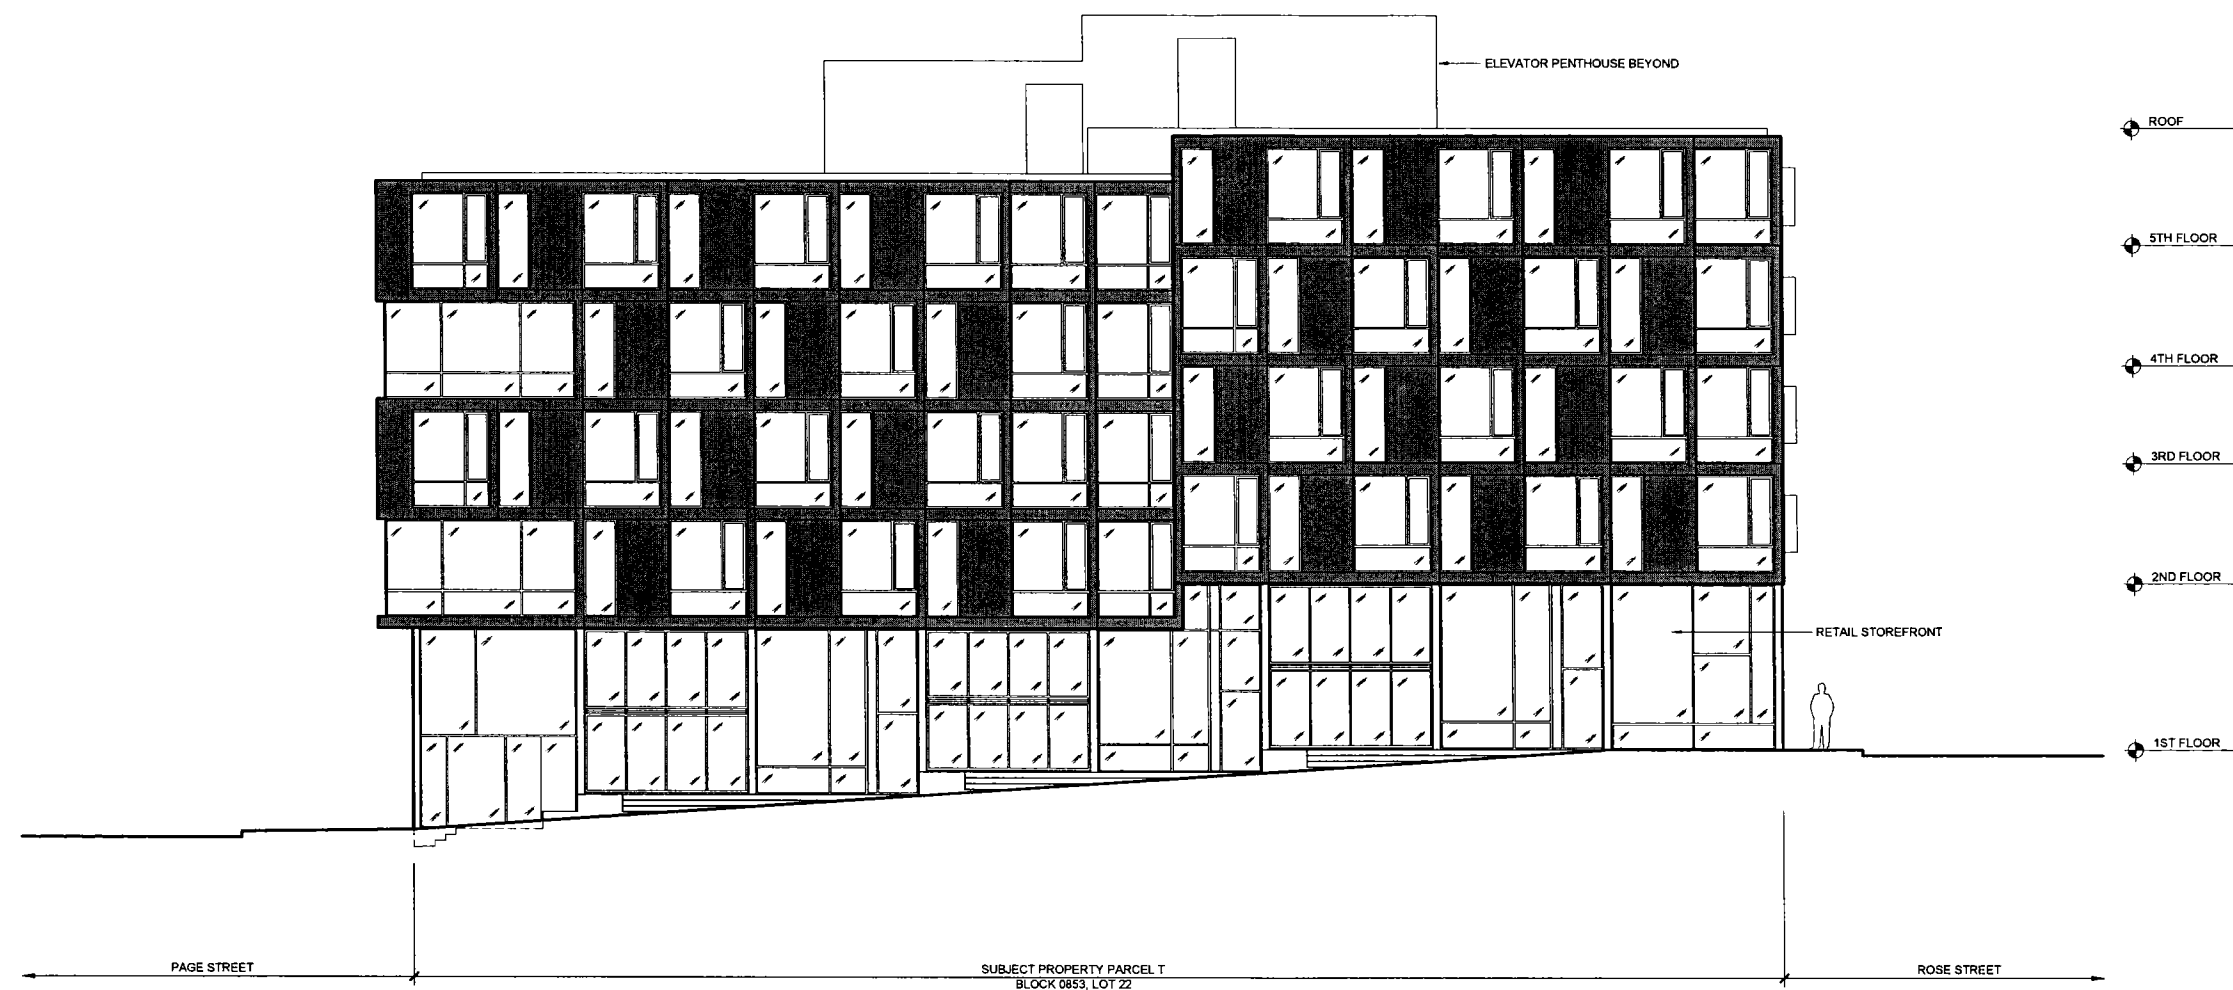 ELEVATOR PENTHOUSE BEYOND
ROOF
5TH FLOOR
4TH FLOOR
3RD FLOOR
2ND FLOOR
RETAIL STOREFRONT
1ST FLOOR
PAGE STREET
SUBJECT PROPERTY PARCEL T
BLOCK 0853, LOT 22
ROSE STREET